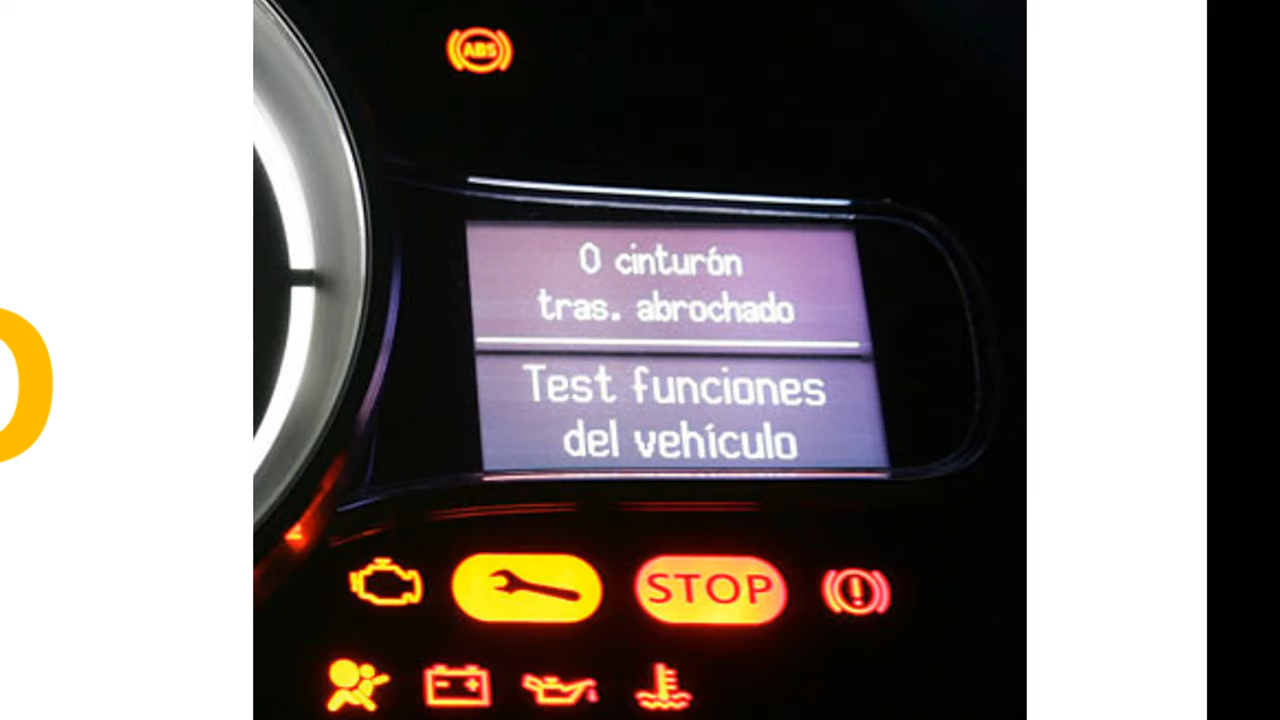 ABS
0 cinturón
tras. abrochado
Test funciones
del vehículo
STOP